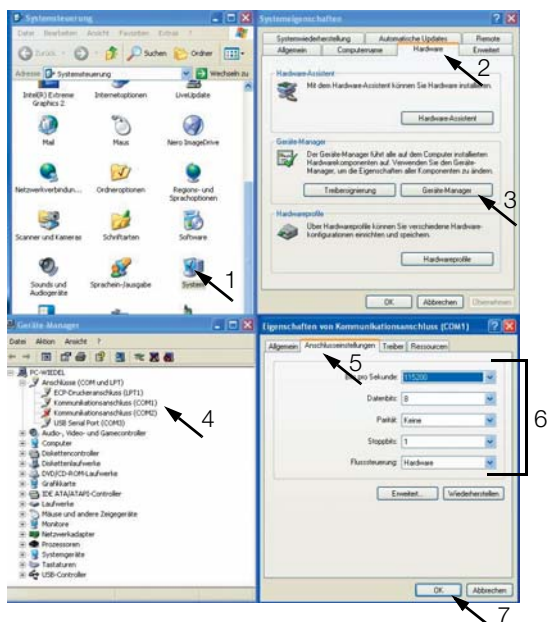 Systemsteuerung
Datei Bearbeiten Ansicht Favoriten Extras ?
Zurück Suchen Ordner
Adresse Systemsteuerung Wechseln zu
Intel(R) Extreme Graphics 2
Internetoptionen
LiveUpdate
Mail
Maus
Nero ImageDrive
Netzwerkverbindun...
Ordneroptionen
Regions- und Sprachoptionen
Scanner und Kameras
Schriftarten
Software
Sounds und Audiogeräte
Sprachein-/ausgabe
System
1
Systemeigenschaften
Systemwiederherstellung Automatische Updates Remote
Allgemein Computername Hardware Erweitert
2
Hardware-Assistent
Mit dem Hardware-Assistent können Sie Hardware installieren.
Hardware-Assistent
Geräte-Manager
Der Geräte-Manager führt alle auf dem Computer installierten
Hardwarekomponenten auf. Verwenden Sie den Geräte-
Manager, um die Eigenschaften aller Komponenten zu ändern.
Treibersignierung Geräte-Manager
3
Hardwareprofile
Über Hardwareprofile können Sie verschiedene Hardware-
konfigurationen einrichten und speichern.
Hardwareprofile
OK Abbrechen Übernehmen
Geräte-Manager
Datei Aktion Ansicht ?
PC-WIEDEL
Anschlüsse (COM und LPT)
ECP-Druckeranschluss (LPT1)
Kommunikationsanschluss (COM1)
Kommunikationsanschluss (COM2)
USB Serial Port (COM3)
Audio-, Video- und Gamecontroller
Computer
Diskettencontroller
Diskettenlaufwerke
DVD/CD-ROM-Laufwerke
Grafikkarte
IDE ATA/ATAPI-Controller
Laufwerke
Mäuse und andere Zeigegeräte
Monitore
Netzwerkadapter
Prozessoren
Systemgeräte
Tastaturen
USB-Controller
4
Eigenschaften von Kommunikationsanschluss (COM1)
Allgemein Anschlusseinstellungen Treiber Ressourcen
5
pro Sekunde: 115200
Datenbits: 8
Parität: Keine
Stoppbits: 1
Flusssteuerung: Hardware
6
Erweitert... Wiederherstellen
OK Abbrechen
7